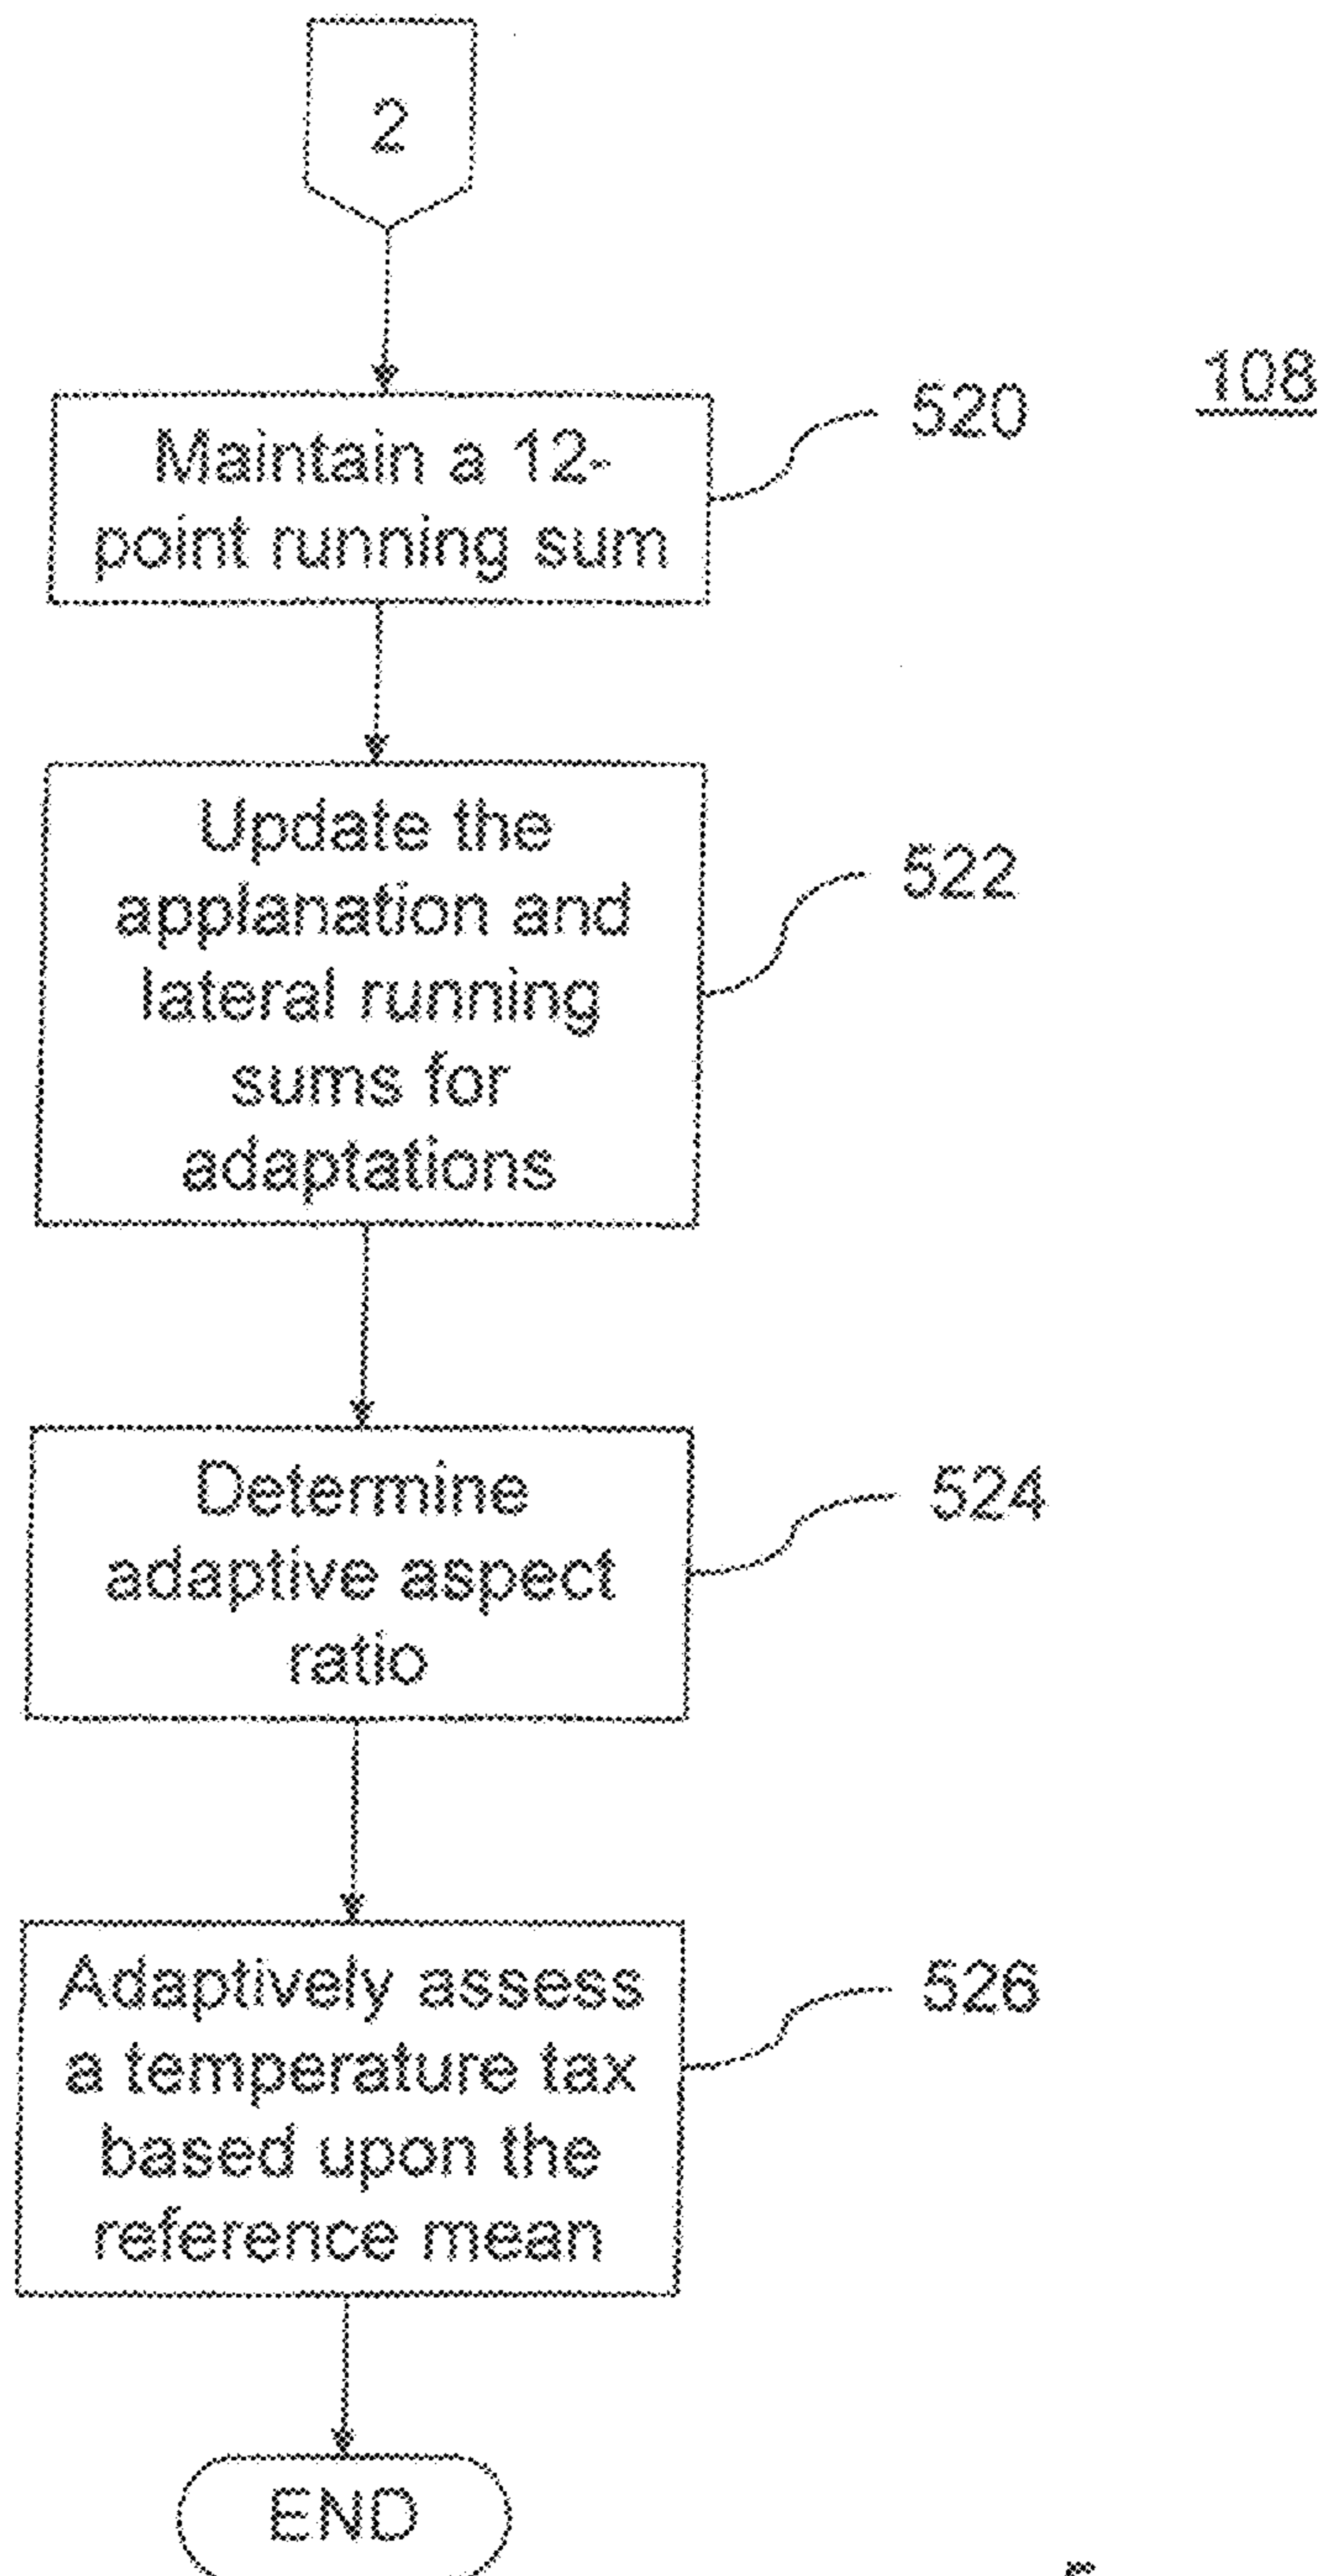 2
108
Maintain a 12-
point running sum
520
Update the
applanation and
lateral running
sums for
adaptations
522
Determine
adaptive aspect
ratio
524
Adaptively assess
a temperature tax
based upon the
reference mean
526
END